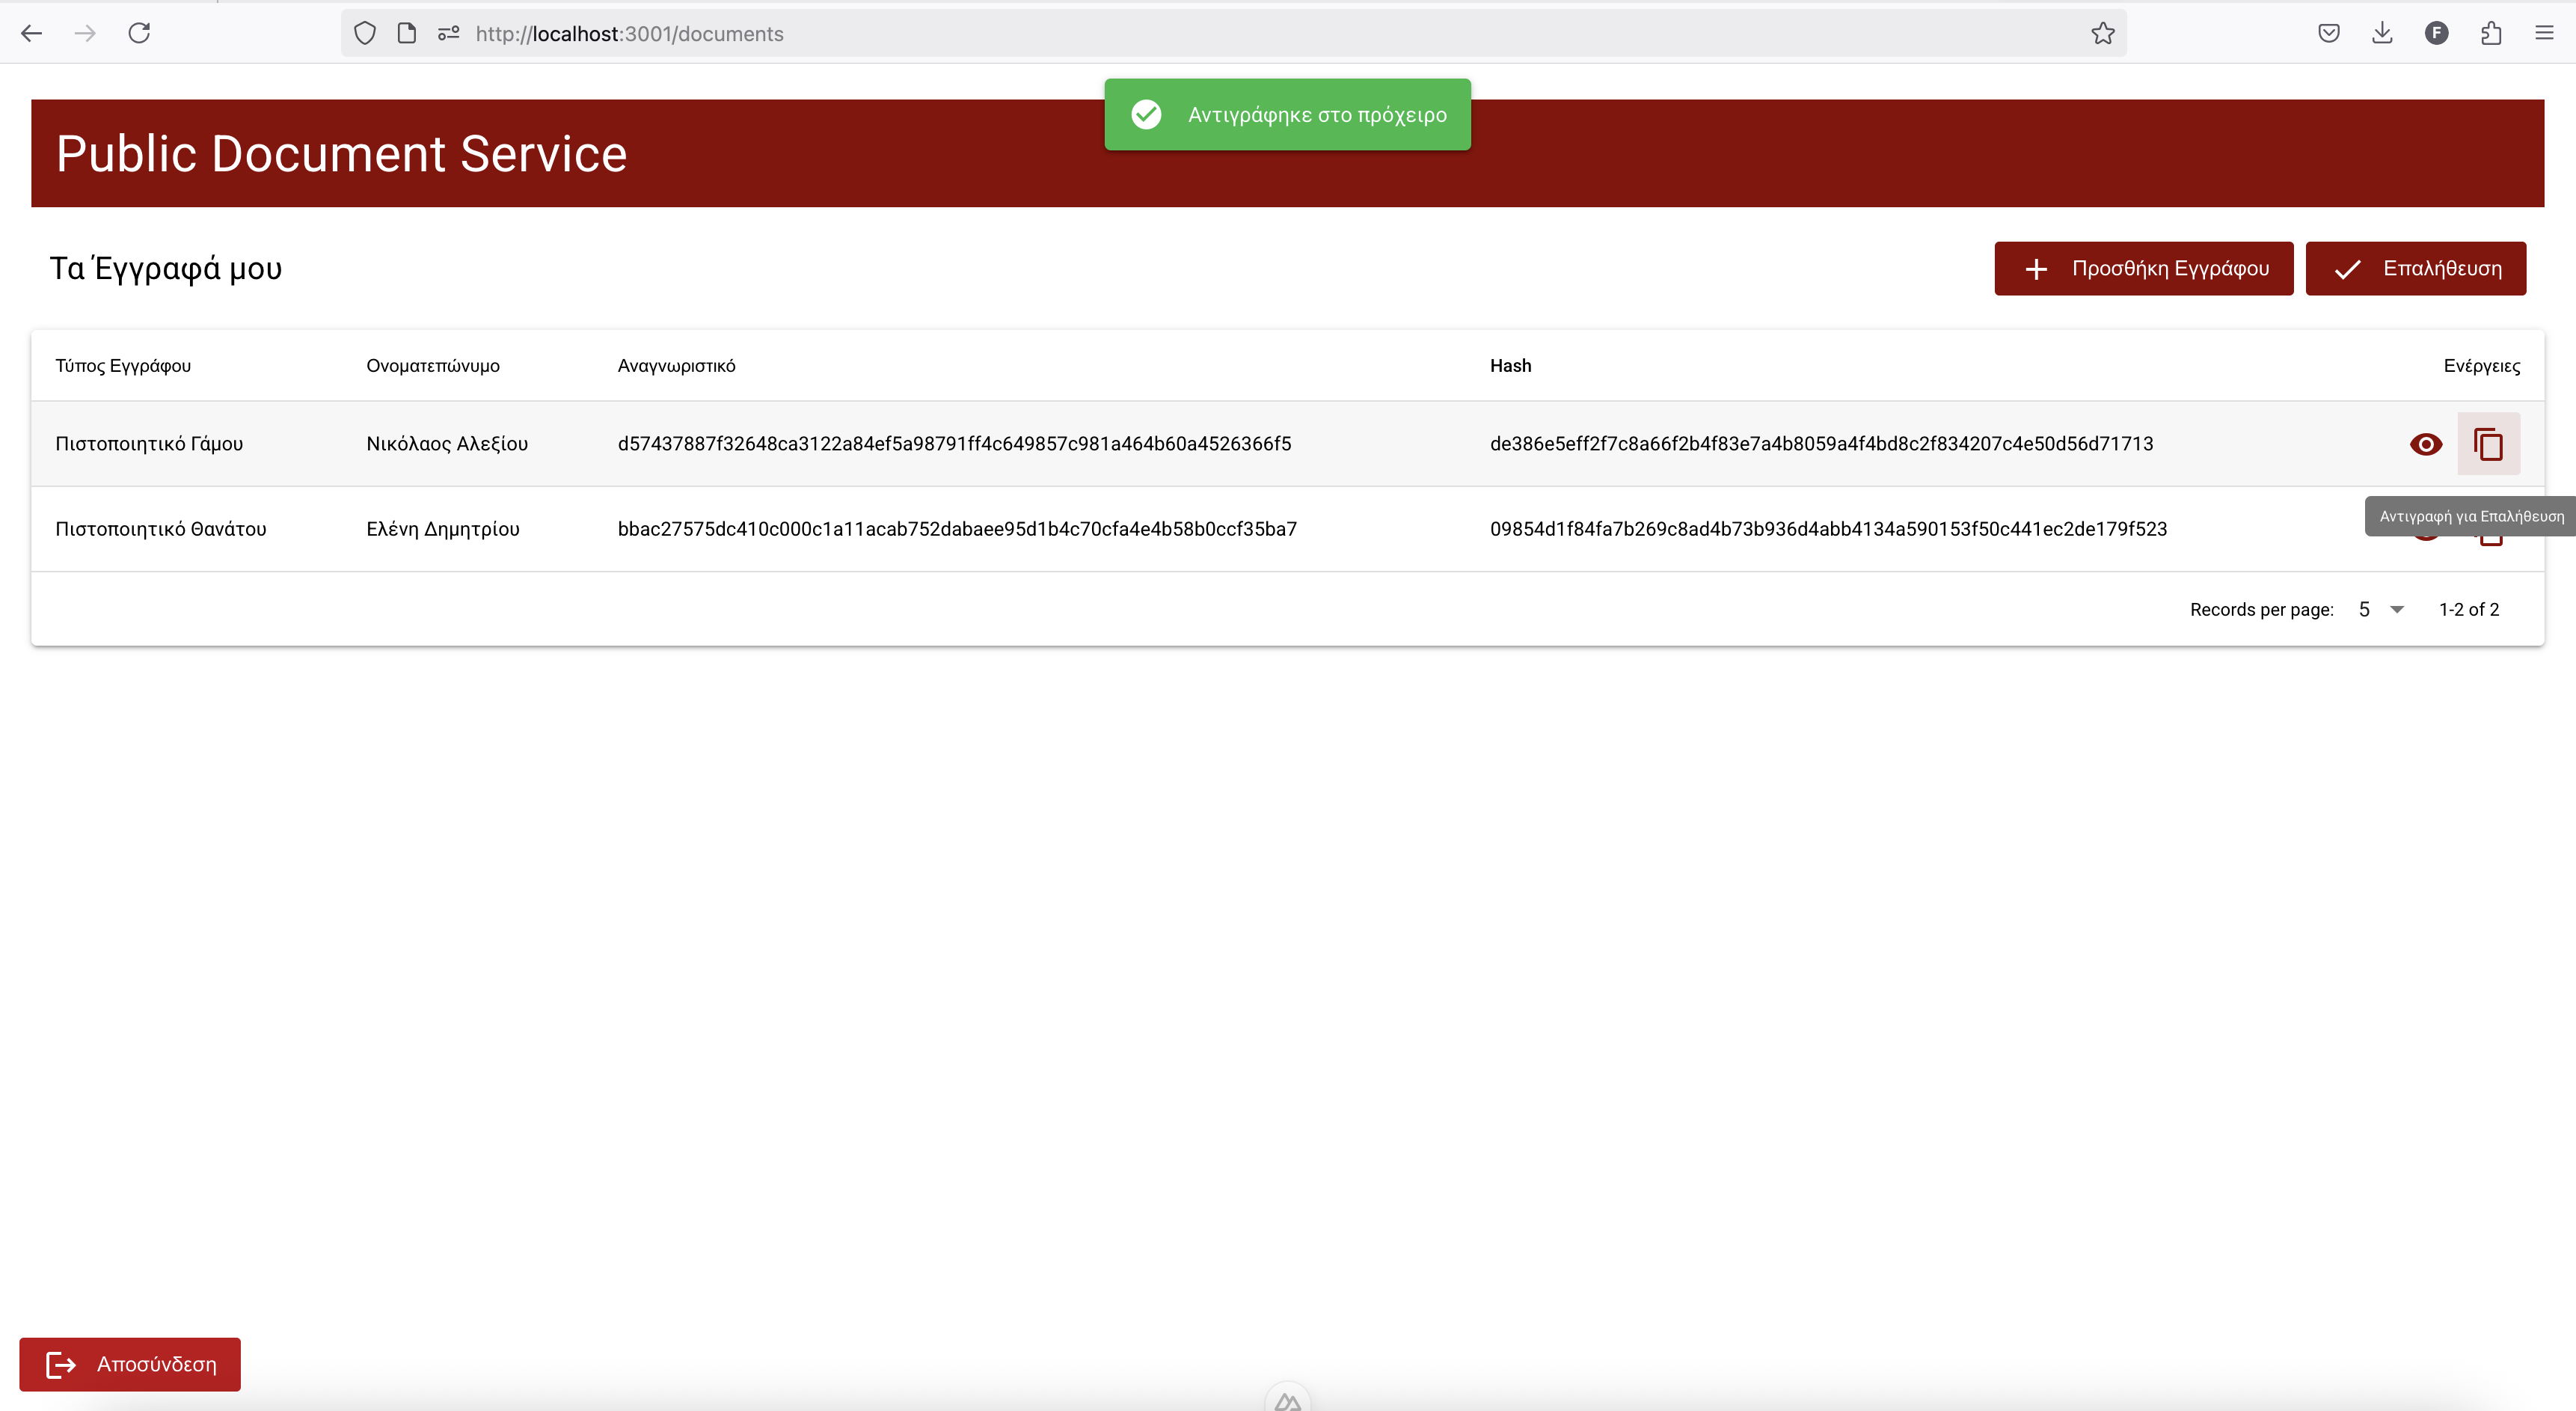 http://localhost:3001/documents
F
Αντιγράφηκε στο πρόχειρο
Public Document Service
Τα Έγγραφά μου
Προσθήκη Εγγράφου
Επαλήθευση
Τύπος Εγγράφου Ονοματεπώνυμο Αναγνωριστικό Hash Ενέργειες
Πιστοποιητικό Γάμου Νικόλαος Αλεξίου d57437887f32648ca3122a84ef5a98791ff4c649857c981a464b60a4526366f5 de386e5eff2f7c8a66f2b4f83e7a4b8059a4f4bd8c2f834207c4e50d56d71713
Αντιγραφή για Επαλήθευση
Πιστοποιητικό Θανάτου Ελένη Δημητρίου bbac27575dc410c000c1a11acab752dabaee95d1b4c70cfa4e4b58b0ccf35ba7 09854d1f84fa7b269c8ad4b73b936d4abb4134a590153f50c441ec2de179f523
Records per page: 5 1-2 of 2
Αποσύνδεση